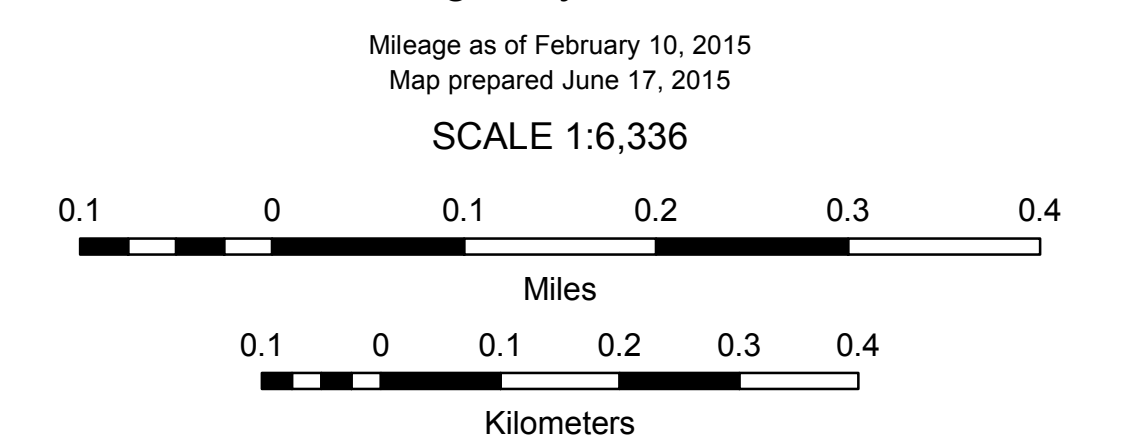 Mileage as of February 10, 2015
Map prepared June 17, 2015
SCALE 1:6,336
0.1 0 0.1 0.2 0.3 0.4
Miles
0.1 0 0.1 0.2 0.3 0.4
Kilometers